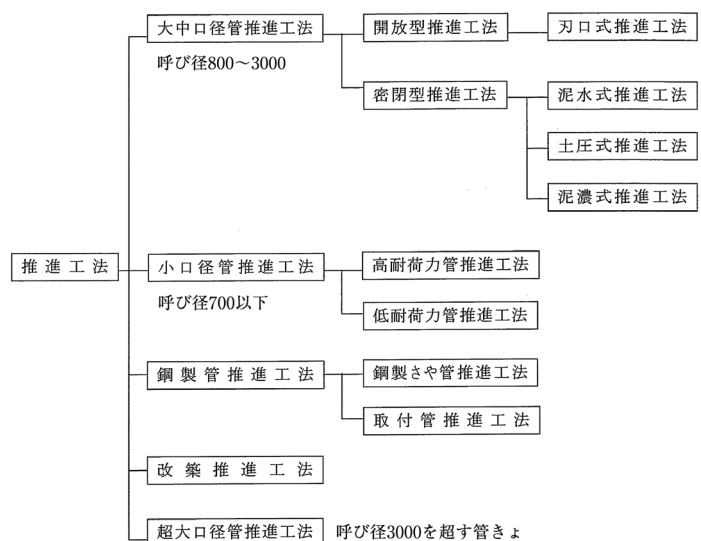 推進工法
大中口径管推進工法
呼び径800～3000
開放型推進工法
刃口式推進工法
密閉型推進工法
泥水式推進工法
土圧式推進工法
泥濃式推進工法
小口径管推進工法
呼び径700以下
高耐荷力管推進工法
低耐荷力管推進工法
鋼製管推進工法
鋼製さや管推進工法
取付管推進工法
改築推進工法
超大口径管推進工法
呼び径3000を超す管きょ